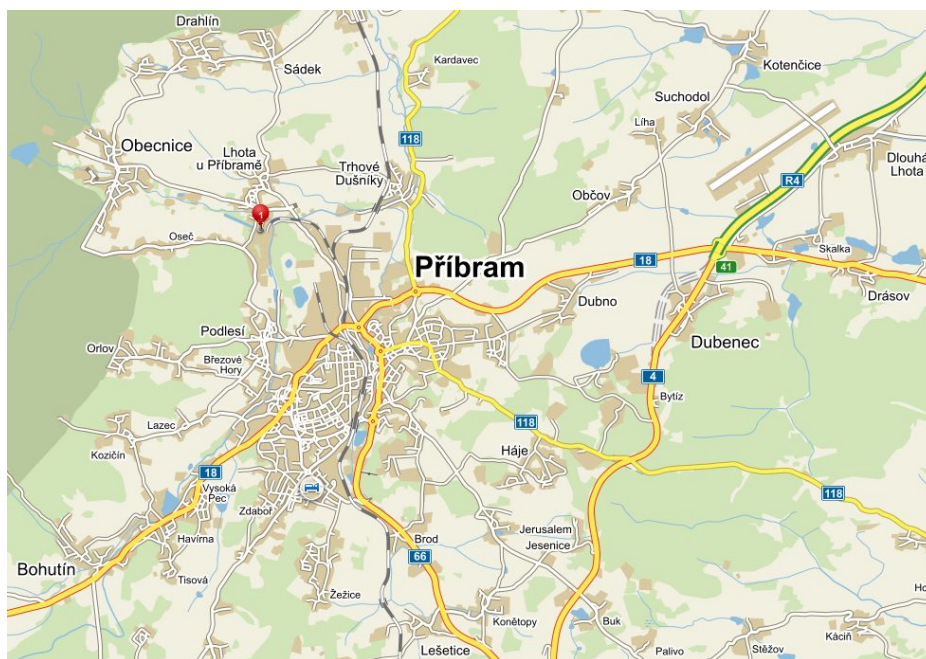 Drahlín
Sádek
Kardavec
Kotenčice
Suchodol
Líha
118
Obecnice
Lhota
u Příbramě
Trhové
Dušníky
Dlouhá
Lhota
R4
Občov
1
Oseč
Skalka
18
Příbram
41
Drásov
Dubno
Podlesí
Dubenec
Orlov
Březové
Hory
4
Bytíz
Lazec
118
Kozičín
Háje
18
Vysoká
Pec
118
Zdaboř
Jerusalem
Havírna
Brod
Jesenice
66
Bohutín
Tisová
Žežice
Konětopy
Buk
Káciň
Lešetice
Palivo
Stěžov